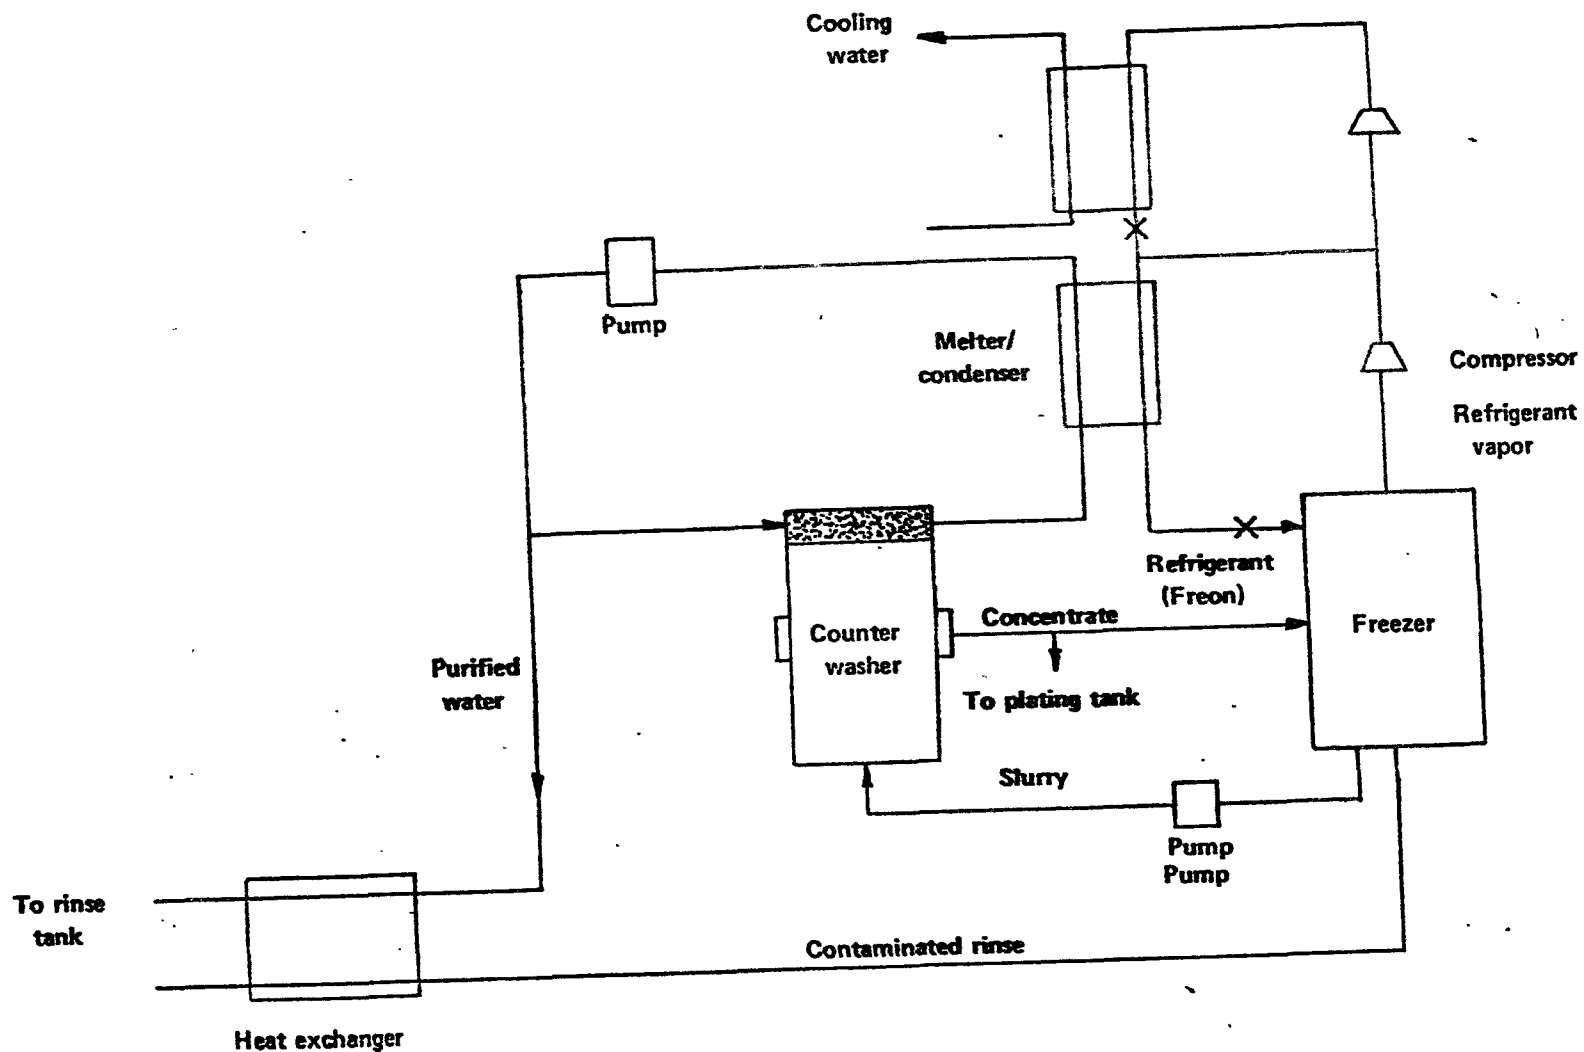 Cooling
water
Pump
Melter/
condenser
Compressor
Refrigerant
vapor
Refrigerant
(Freon)
Concentrate
Freezer
Counter
washer
Purified
water
To plating tank
Slurry
Pump
Pump
To rinse
tank
Contaminated rinse
Heat exchanger